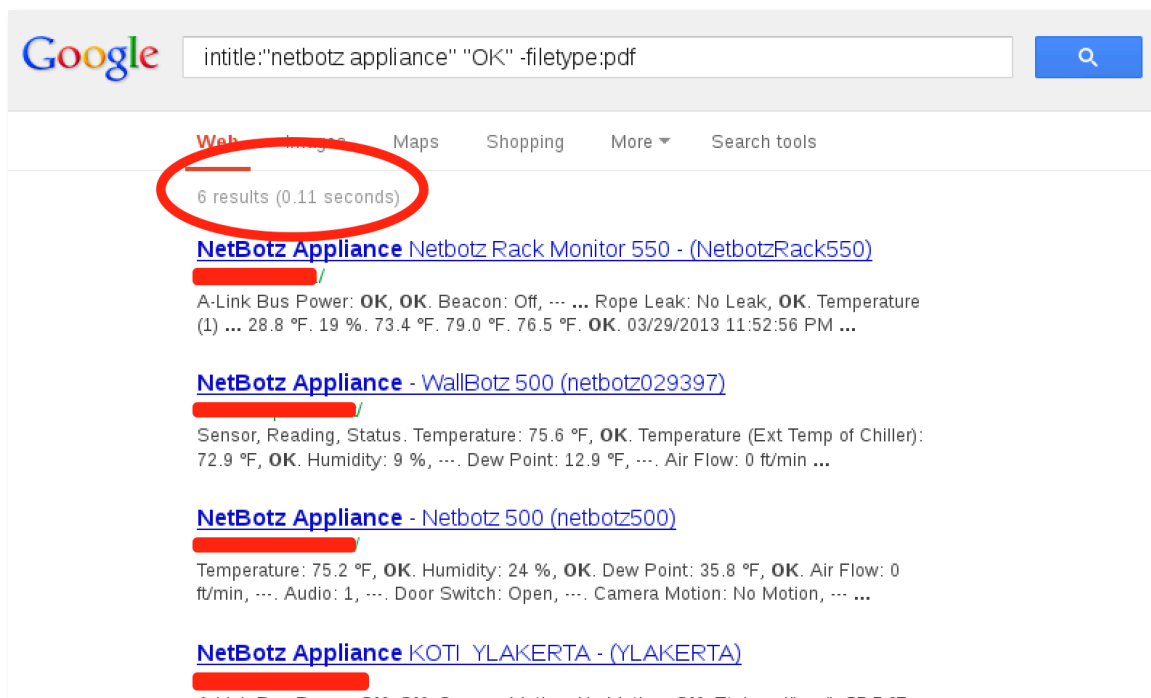 Google
intitle:"netbotz appliance" "OK" -filetype:pdf
Web Images Maps Shopping More Search tools
6 results (0.11 seconds)
NetBotz Appliance Netbotz Rack Monitor 550 - (NetbotzRack550)
/
A-Link Bus Power: OK, OK. Beacon: Off, --- ... Rope Leak: No Leak, OK. Temperature
(1) ... 28.8 °F. 19 %. 73.4 °F. 79.0 °F. 76.5 °F. OK. 03/29/2013 11:52:56 PM ...
NetBotz Appliance - WallBotz 500 (netbotz029397)
/
Sensor, Reading, Status. Temperature: 75.6 °F, OK. Temperature (Ext Temp of Chiller):
72.9 °F, OK. Humidity: 9 %, ---. Dew Point: 12.9 °F, ---. Air Flow: 0 ft/min ...
NetBotz Appliance - Netbotz 500 (netbotz500)
/
Temperature: 75.2 °F, OK. Humidity: 24 %, OK. Dew Point: 35.8 °F, OK. Air Flow: 0
ft/min, ---. Audio: 1, ---. Door Switch: Open, ---. Camera Motion: No Motion, --- ...
NetBotz Appliance KOTI YLAKERTA - (YLAKERTA)